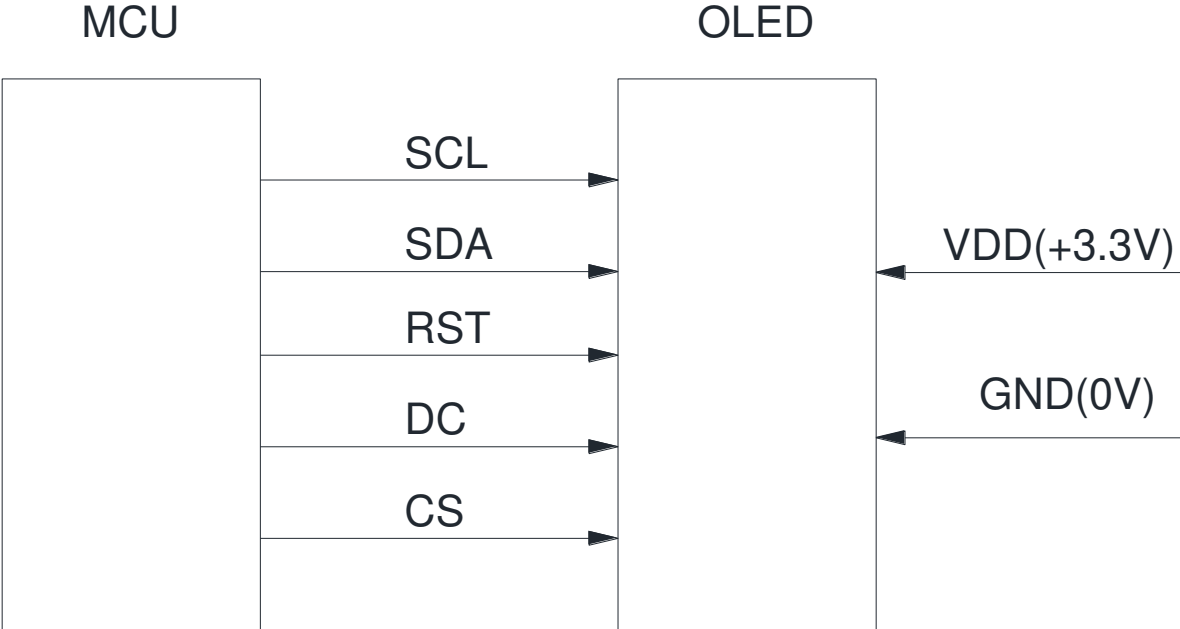 MCU
OLED
SCL
SDA
VDD(+3.3V)
RST
GND(0V)
DC
CS